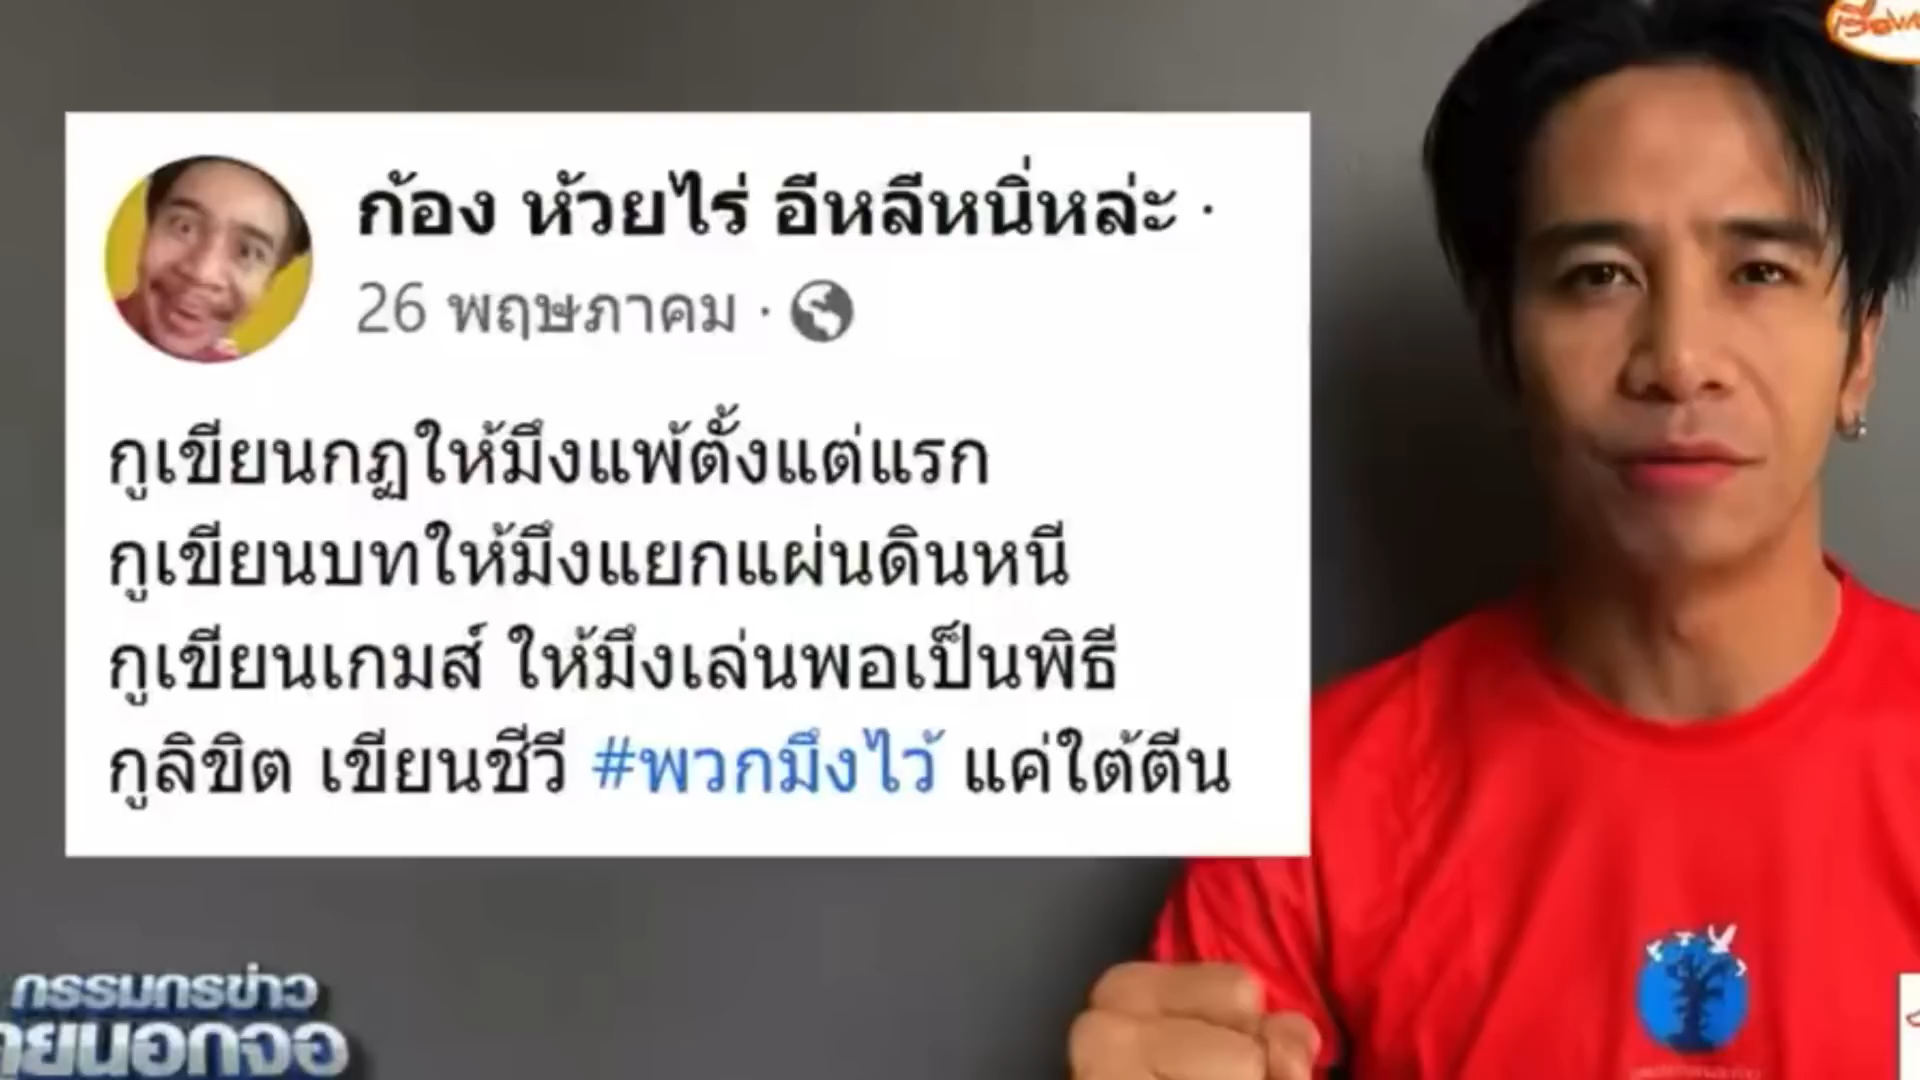 ก้อง ห้วยไร่ อีหลีหนิ่หล่ะ ·
26 พฤษภาคม ·
กูเขียนกฏให้มึงแพ้ตั้งแต่แรก
กูเขียนบทให้มึงแยกแผ่นดินหนี
กูเขียนเกมส์ ให้มึงเล่นพอเป็นพิธี
กูลิขิต เขียนชีวี #พวกมึงไว้ แค่ใต้ตีน
กรรมกรข่าว
นอกจอ